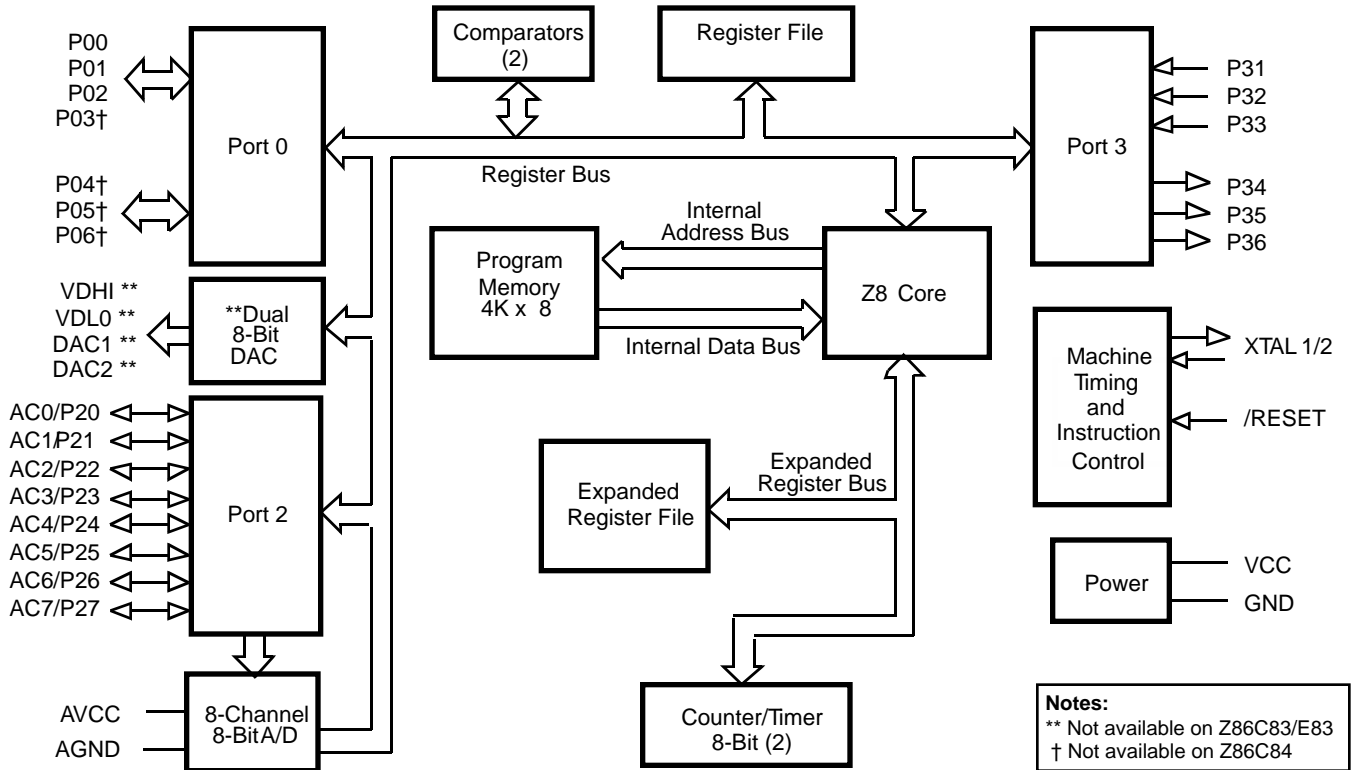 P00
P01
P02
P03†
P04†
P05†
P06†
Port 0
Comparators
(2)
Register File
Port 3
P31
P32
P33
P34
P35
P36
Register Bus
Internal
Address Bus
Program
Memory
4K x 8
Z8 Core
Internal Data Bus
VDHI **
VDL0 **
DAC1 **
DAC2 **
**Dual
8-Bit
DAC
Machine
Timing
and
Instruction
Control
XTAL 1/2
/RESET
AC0/P20
AC1/P21
AC2/P22
AC3/P23
AC4/P24
AC5/P25
AC6/P26
AC7/P27
Port 2
Expanded
Register Bus
Expanded
Register File
Power
VCC
GND
AVCC
AGND
8-Channel
8-Bit A/D
Counter/Timer
8-Bit (2)
Notes:
** Not available on Z86C83/E83
† Not available on Z86C84